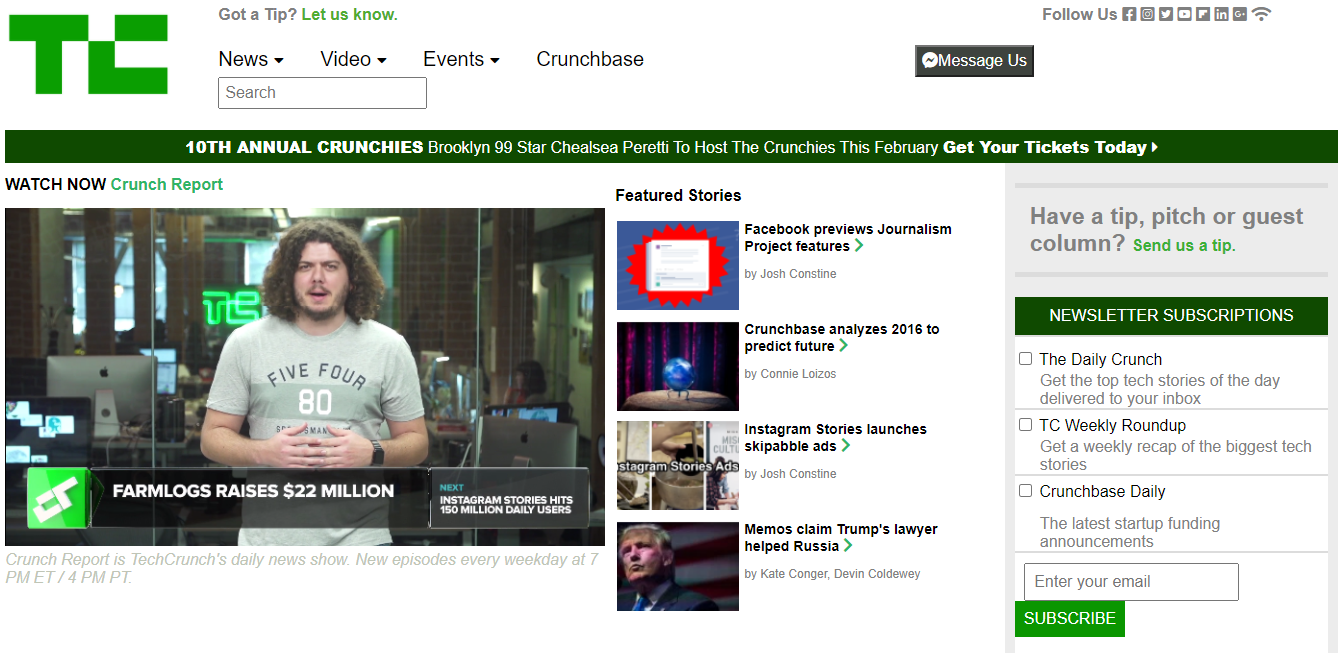 TC
Got a Tip? Let us know.
Follow Us
News Video Events Crunchbase
Message Us
Search
10TH ANNUAL CRUNCHIES Brooklyn 99 Star Chealsea Peretti To Host The Crunchies This February Get Your Tickets Today
WATCH NOW Crunch Report
TC
FIVE FOUR
80
FARMLOGS RAISES $22 MILLION
NEXT
INSTAGRAM STORIES HITS
150 MILLION DAILY USERS
Crunch Report is TechCrunch's daily news show. New episodes every weekday at 7
PM ET / 4 PM PT.
Featured Stories
Facebook previews Journalism
Project features
by Josh Constine
Crunchbase analyzes 2016 to
predict future
by Connie Loizos
Instagram Stories Ads
Instagram Stories launches
skipabble ads
by Josh Constine
Memos claim Trump's lawyer
helped Russia
by Kate Conger, Devin Coldewey
Have a tip, pitch or guest
column? Send us a tip.
NEWSLETTER SUBSCRIPTIONS
The Daily Crunch
Get the top tech stories of the day
delivered to your inbox
TC Weekly Roundup
Get a weekly recap of the biggest tech
stories
Crunchbase Daily
The latest startup funding
announcements
Enter your email
SUBSCRIBE